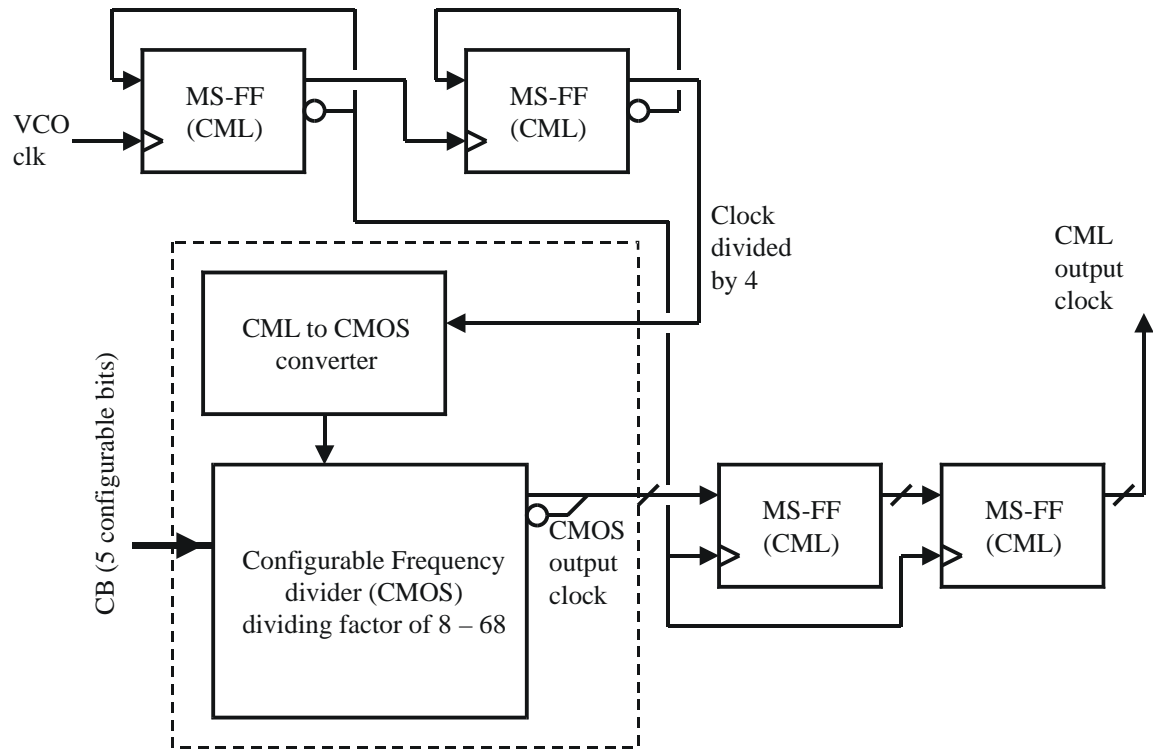 MS-FF
(CML)
MS-FF
(CML)
VCO
clk
Clock
divided
by 4
CML
output
clock
CML to CMOS
converter
CB (5 configurable bits)
Configurable Frequency
divider (CMOS)
dividing factor of 8 – 68
CMOS
output
clock
MS-FF
(CML)
MS-FF
(CML)